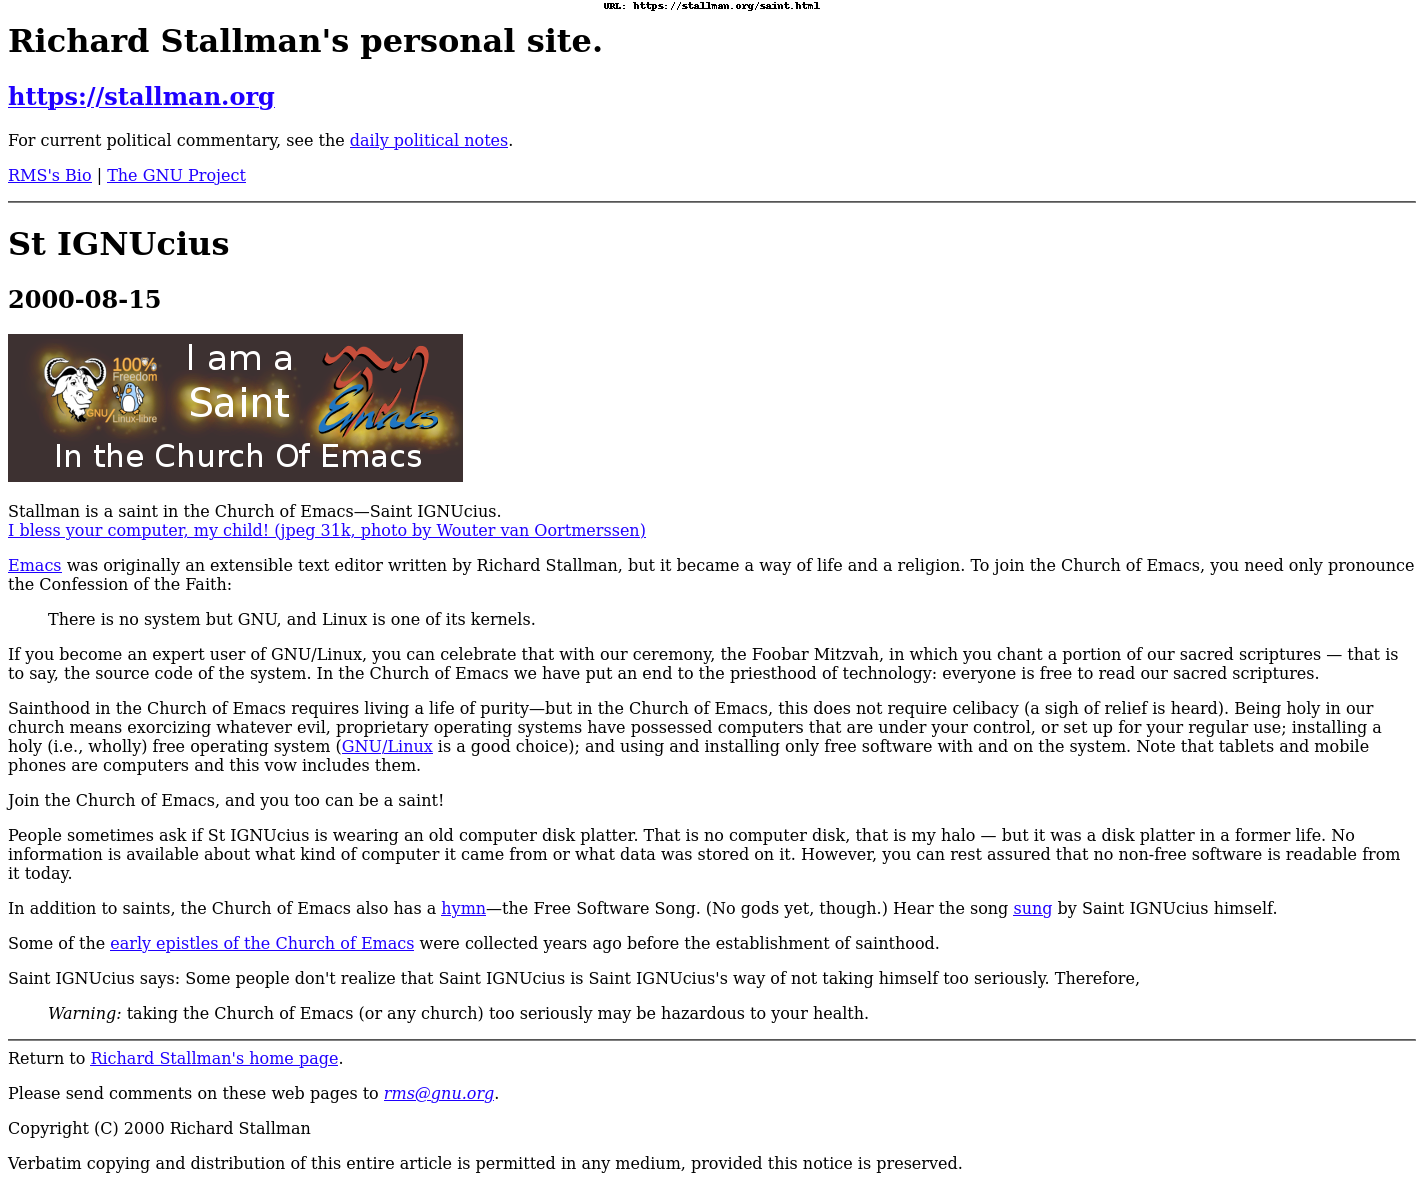 URL: https://stallman.org/saint.html
Richard Stallman's personal site.
https://stallman.org
For current political commentary, see the daily political notes.
RMS's Bio | The GNU Project
St IGNUcius
2000-08-15
100%
Freedom
GNU/Linux-libre
I am a
Saint
Emacs
In the Church Of Emacs
Stallman is a saint in the Church of Emacs—Saint IGNUcius.
I bless your computer, my child! (jpeg 31k, photo by Wouter van Oortmerssen)
Emacs was originally an extensible text editor written by Richard Stallman, but it became a way of life and a religion. To join the Church of Emacs, you need only pronounce
the Confession of the Faith:
There is no system but GNU, and Linux is one of its kernels.
If you become an expert user of GNU/Linux, you can celebrate that with our ceremony, the Foobar Mitzvah, in which you chant a portion of our sacred scriptures — that is
to say, the source code of the system. In the Church of Emacs we have put an end to the priesthood of technology: everyone is free to read our sacred scriptures.
Sainthood in the Church of Emacs requires living a life of purity—but in the Church of Emacs, this does not require celibacy (a sigh of relief is heard). Being holy in our
church means exorcizing whatever evil, proprietary operating systems have possessed computers that are under your control, or set up for your regular use; installing a
holy (i.e., wholly) free operating system (GNU/Linux is a good choice); and using and installing only free software with and on the system. Note that tablets and mobile
phones are computers and this vow includes them.
Join the Church of Emacs, and you too can be a saint!
People sometimes ask if St IGNUcius is wearing an old computer disk platter. That is no computer disk, that is my halo — but it was a disk platter in a former life. No
information is available about what kind of computer it came from or what data was stored on it. However, you can rest assured that no non-free software is readable from
it today.
In addition to saints, the Church of Emacs also has a hymn—the Free Software Song. (No gods yet, though.) Hear the song sung by Saint IGNUcius himself.
Some of the early epistles of the Church of Emacs were collected years ago before the establishment of sainthood.
Saint IGNUcius says: Some people don't realize that Saint IGNUcius is Saint IGNUcius's way of not taking himself too seriously. Therefore,
Warning: taking the Church of Emacs (or any church) too seriously may be hazardous to your health.
Return to Richard Stallman's home page.
Please send comments on these web pages to rms@gnu.org.
Copyright (C) 2000 Richard Stallman
Verbatim copying and distribution of this entire article is permitted in any medium, provided this notice is preserved.